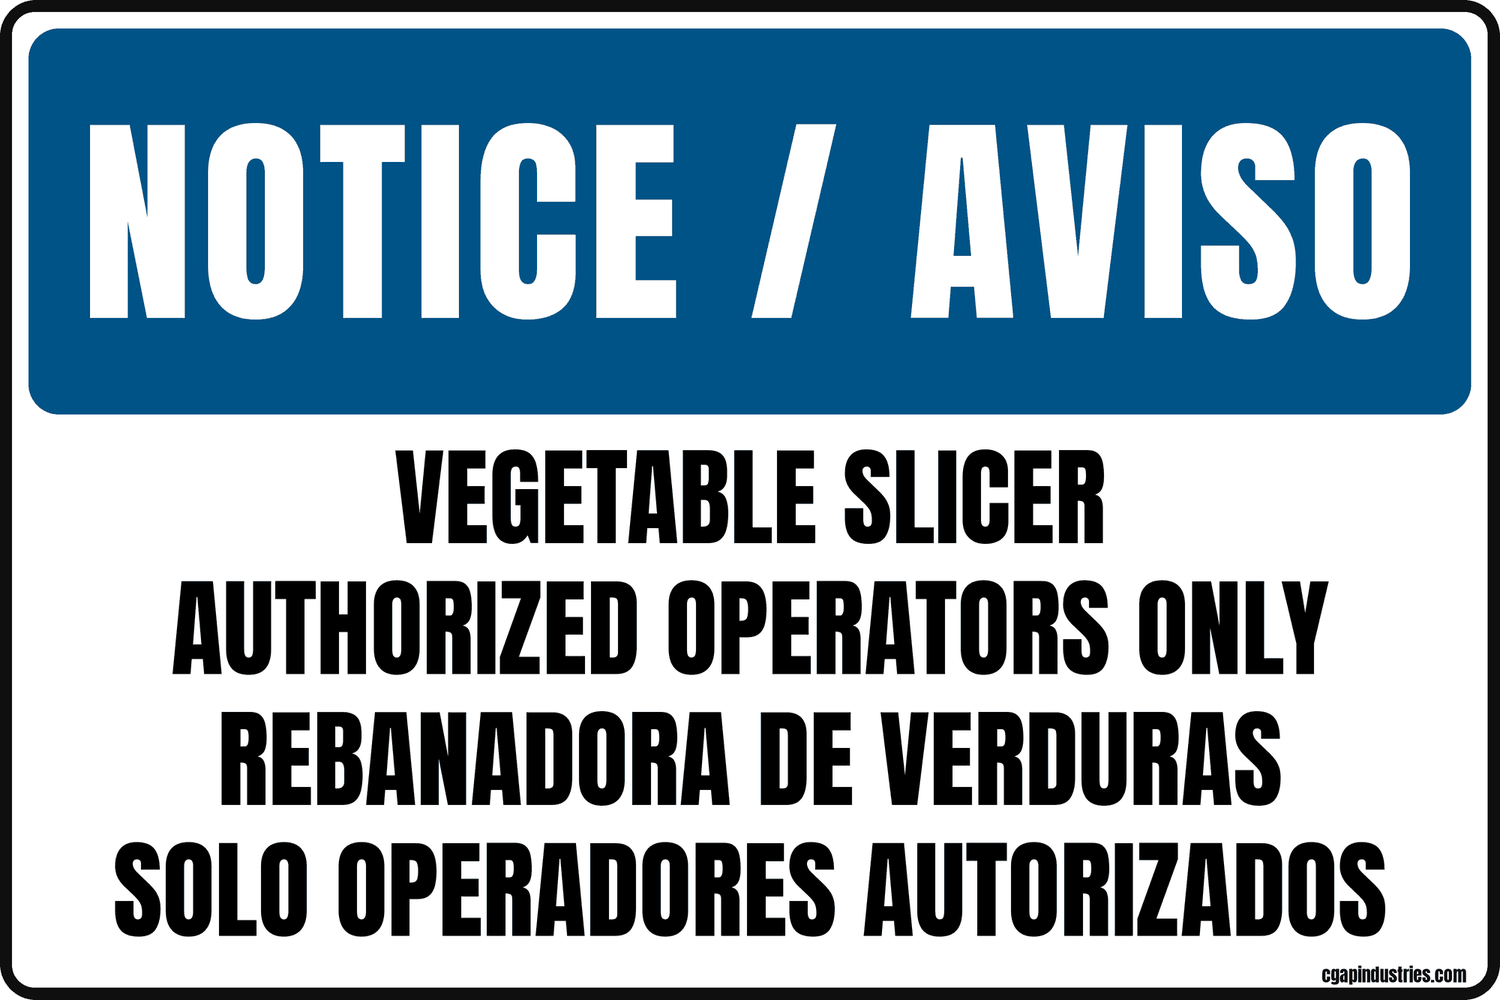 NOTICE / AVISO
VEGETABLE SLICER
AUTHORIZED OPERATORS ONLY
REBANADORA DE VERDURAS
SOLO OPERADORES AUTORIZADOS
cgapindustries.com